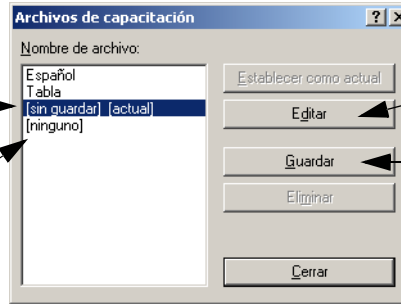 Archivos de capacitación
Nombre de archivo:
Español
Tabla
[sin guardar] [actual]
[ninguno]
Establecer como actual
Editar
Guardar
Eliminar
Cerrar